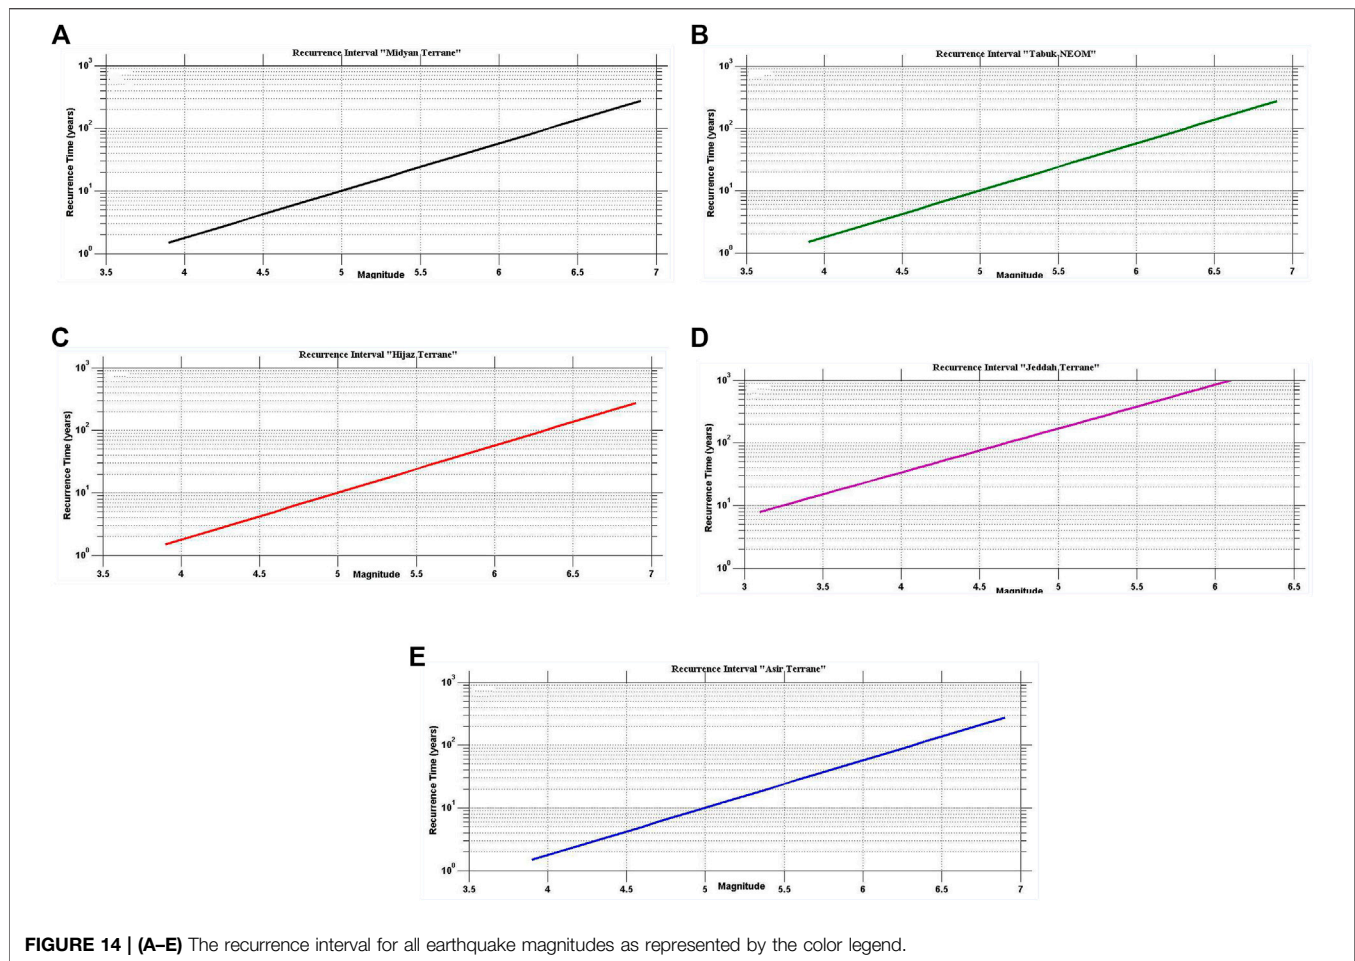 A
Recurrence Interval "Midyan Terrane"
Recurrence Time (years)
10^3
10^2
10^1
10^0
3.5 4 4.5 5 5.5 6 6.5 7
Magnitude
B
Recurrence Interval "Tabuk NEOM"
Recurrence Time (years)
10^3
10^2
10^1
10^0
3.5 4 4.5 5 5.5 6 6.5 7
Magnitude
C
Recurrence Interval "Hijaz Terrane"
Recurrence Time (years)
10^3
10^2
10^1
10^0
3.5 4 4.5 5 5.5 6 6.5 7
Magnitude
D
Recurrence Interval "Jeddah Terrane"
Recurrence Time (years)
10^3
10^2
10^1
10^0
3 3.5 4 4.5 5 5.5 6 6.5
Magnitude
E
Recurrence Interval "Asir Terrane"
Recurrence Time (years)
10^3
10^2
10^1
10^0
3.5 4 4.5 5 5.5 6 6.5 7
Magnitude
FIGURE 14 | (A–E) The recurrence interval for all earthquake magnitudes as represented by the color legend.